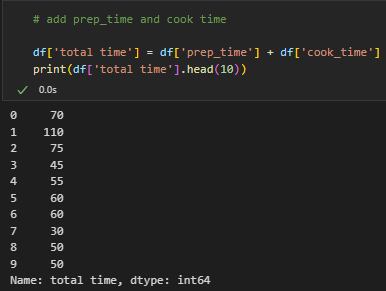 # add prep_time and cook time
df['total time'] = df['prep_time'] + df['cook_time']
print(df['total time'].head(10))
✓ 0.0s
0 70
1 110
2 75
3 45
4 55
5 60
6 60
7 30
8 50
9 50
Name: total time, dtype: int64